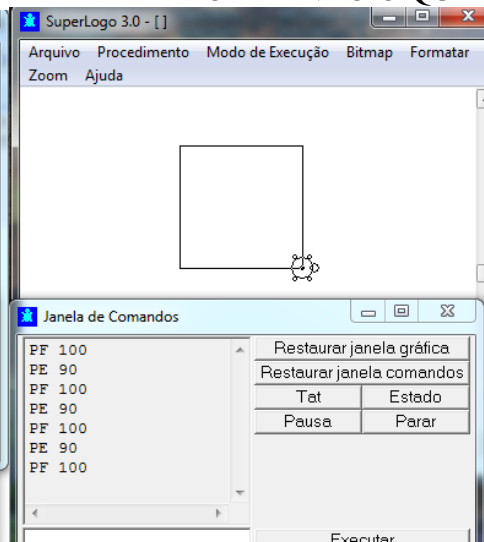 SuperLogo 3.0 - [ ]
Arquivo Procedimento Modo de Execução Bitmap Formatar
Zoom Ajuda
Janela de Comandos
PF 100
PE 90
PF 100
PE 90
PF 100
PE 90
PF 100
Restaurar janela gráfica
Restaurar janela comandos
Tat Estado
Pausa Parar
Executar